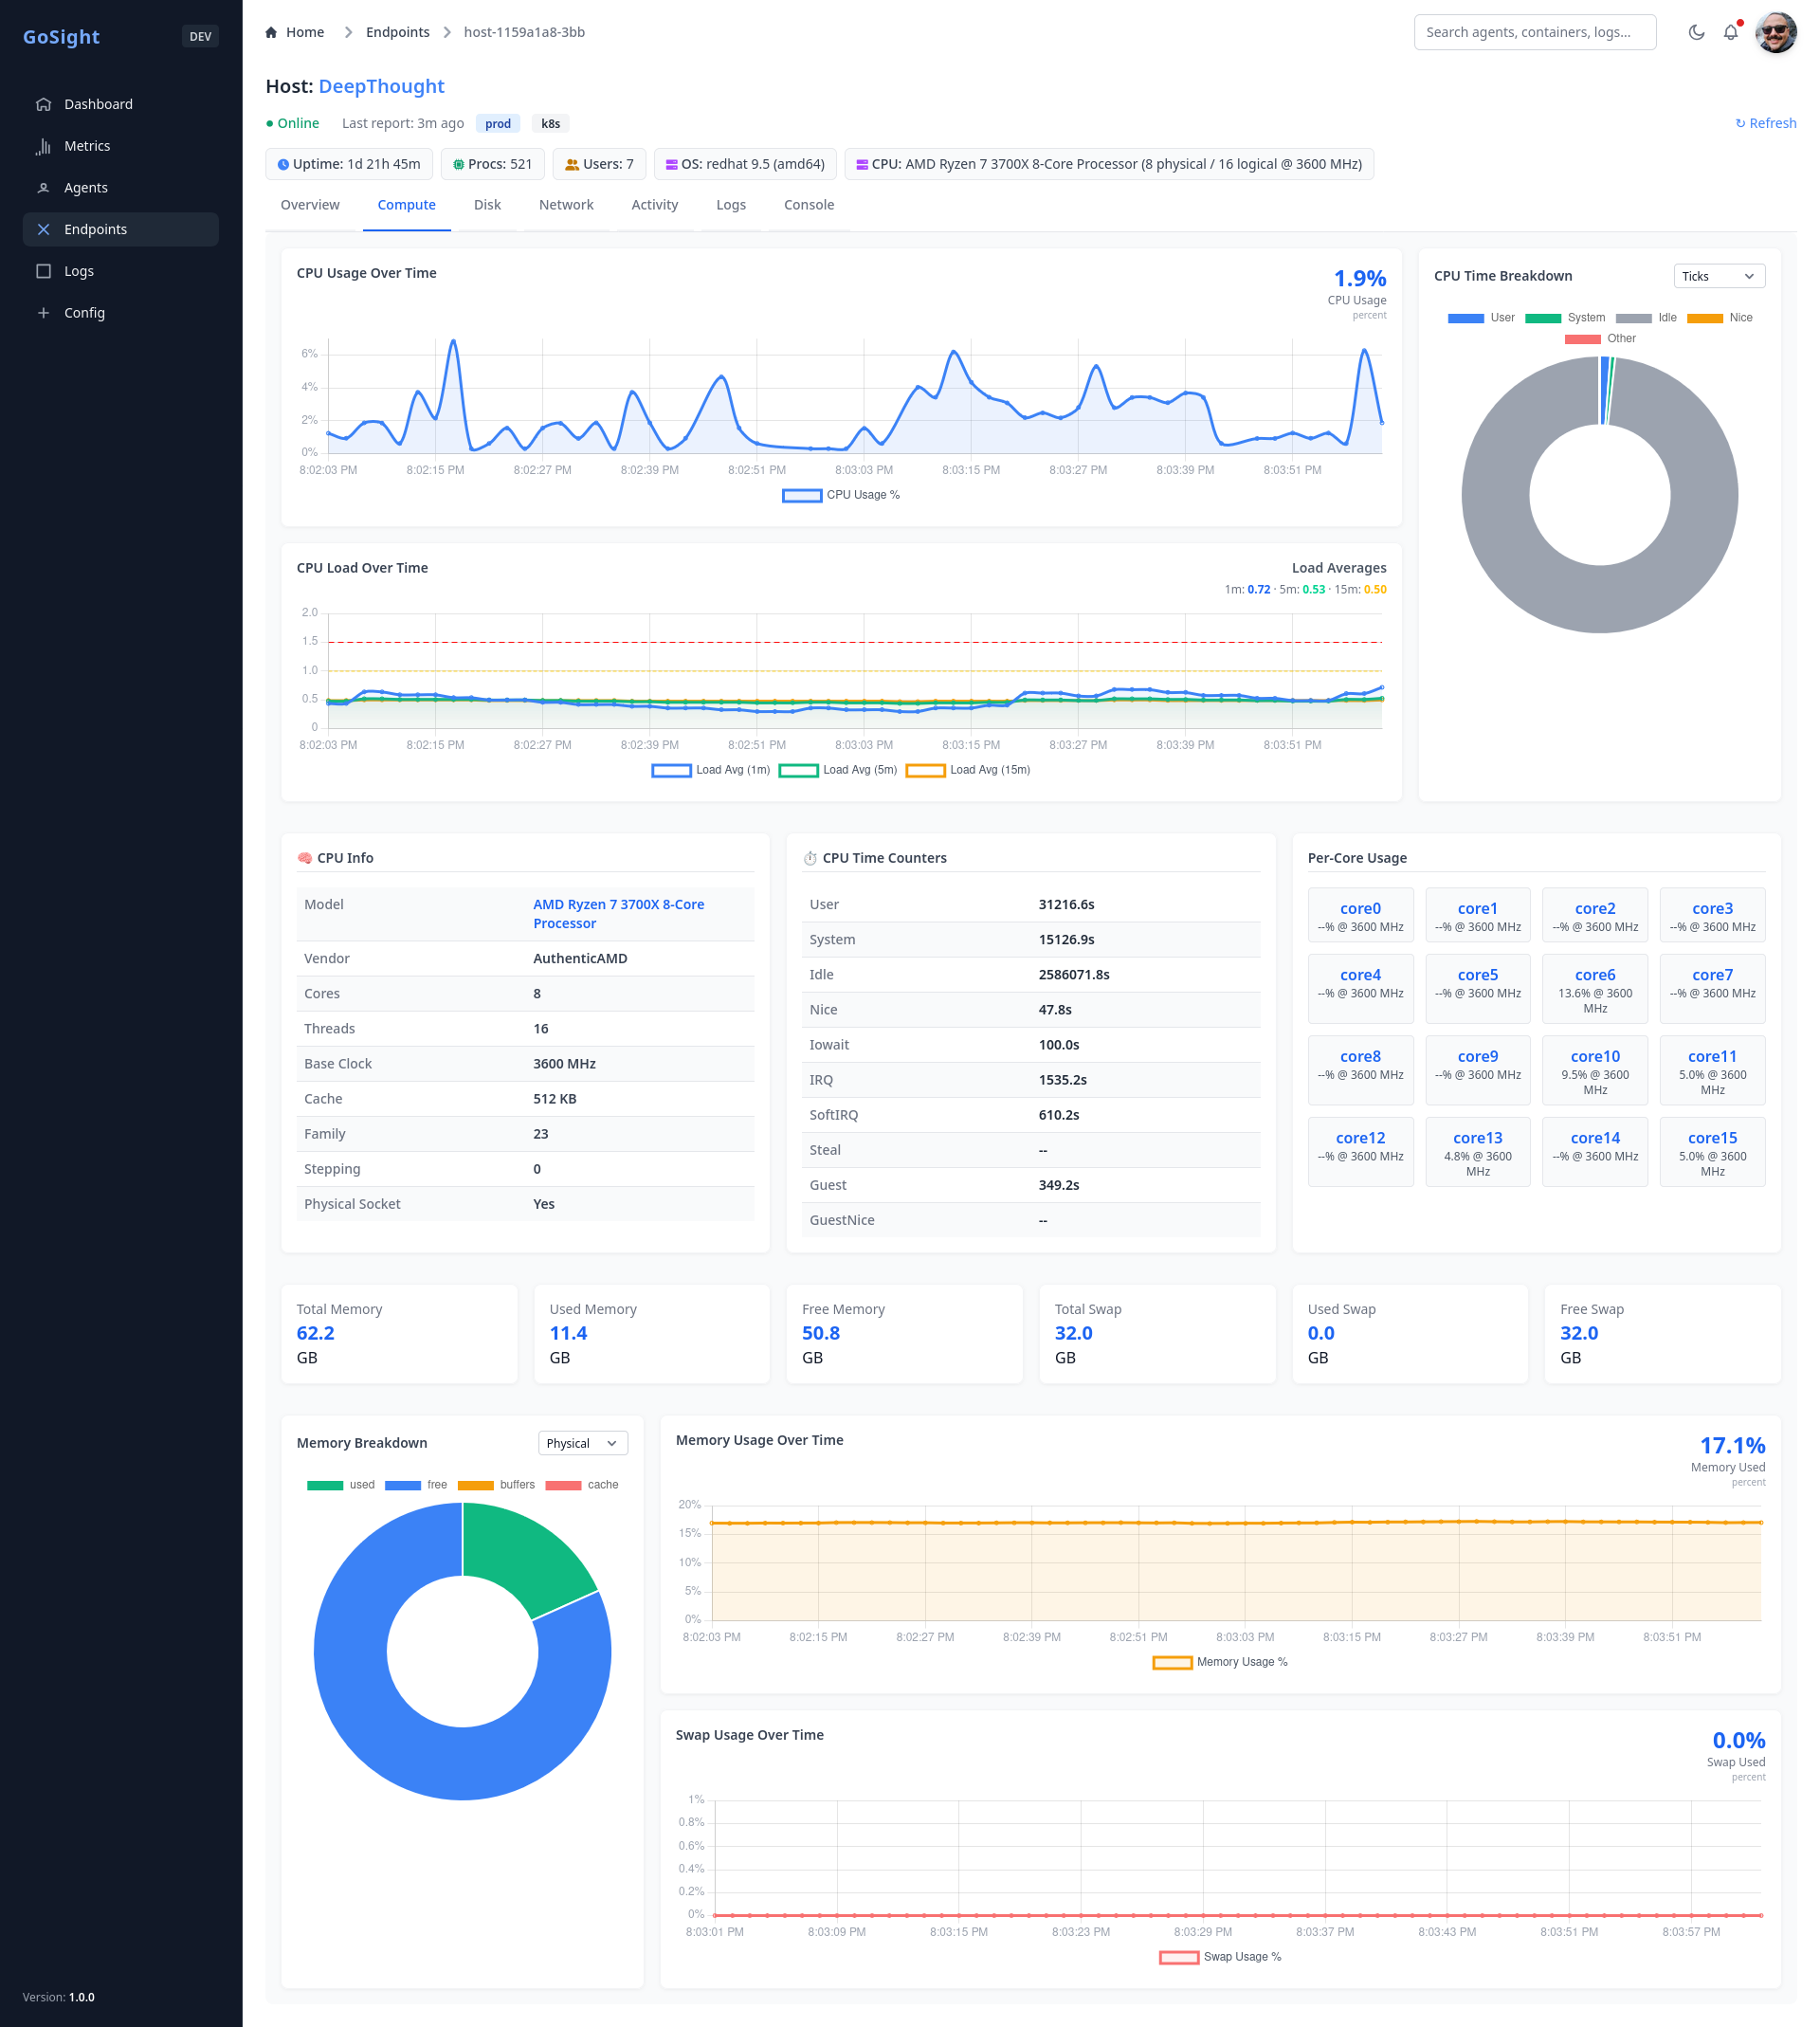 GoSight
DEV
Dashboard
Metrics
Agents
Endpoints
Logs
Config
Version: 1.0.0
Home
Endpoints
host-1159a1a8-3bb
Search agents, containers, logs...
Host: DeepThought
Online
Last report: 3m ago
prod
k8s
↻ Refresh
Uptime: 1d 21h 45m
Procs: 521
Users: 7
OS: redhat 9.5 (amd64)
CPU: AMD Ryzen 7 3700X 8-Core Processor (8 physical / 16 logical @ 3600 MHz)
Overview
Compute
Disk
Network
Activity
Logs
Console
CPU Usage Over Time
1.9%
CPU Usage
percent
6%
4%
2%
0%
8:02:03 PM
8:02:15 PM
8:02:27 PM
8:02:39 PM
8:02:51 PM
8:03:03 PM
8:03:15 PM
8:03:27 PM
8:03:39 PM
8:03:51 PM
CPU Usage %
CPU Time Breakdown
Ticks
User
System
Idle
Nice
Other
CPU Load Over Time
Load Averages
1m: 0.72 · 5m: 0.53 · 15m: 0.50
2.0
1.5
1.0
0.5
0
8:02:03 PM
8:02:15 PM
8:02:27 PM
8:02:39 PM
8:02:51 PM
8:03:03 PM
8:03:15 PM
8:03:27 PM
8:03:39 PM
8:03:51 PM
Load Avg (1m)
Load Avg (5m)
Load Avg (15m)
CPU Info
Model
AMD Ryzen 7 3700X 8-Core
Processor
Vendor
AuthenticAMD
Cores
8
Threads
16
Base Clock
3600 MHz
Cache
512 KB
Family
23
Stepping
0
Physical Socket
Yes
CPU Time Counters
User
31216.6s
System
15126.9s
Idle
2586071.8s
Nice
47.8s
Iowait
100.0s
IRQ
1535.2s
SoftIRQ
610.2s
Steal
--
Guest
349.2s
GuestNice
--
Per-Core Usage
core0
--% @ 3600 MHz
core1
--% @ 3600 MHz
core2
--% @ 3600 MHz
core3
--% @ 3600 MHz
core4
--% @ 3600 MHz
core5
--% @ 3600 MHz
core6
13.6% @ 3600
MHz
core7
--% @ 3600 MHz
core8
--% @ 3600 MHz
core9
--% @ 3600 MHz
core10
9.5% @ 3600
MHz
core11
5.0% @ 3600
MHz
core12
--% @ 3600 MHz
core13
4.8% @ 3600
MHz
core14
--% @ 3600 MHz
core15
5.0% @ 3600
MHz
Total Memory
62.2
GB
Used Memory
11.4
GB
Free Memory
50.8
GB
Total Swap
32.0
GB
Used Swap
0.0
GB
Free Swap
32.0
GB
Memory Breakdown
Physical
used
free
buffers
cache
Memory Usage Over Time
17.1%
Memory Used
percent
20%
15%
10%
5%
0%
8:02:03 PM
8:02:15 PM
8:02:27 PM
8:02:39 PM
8:02:51 PM
8:03:03 PM
8:03:15 PM
8:03:27 PM
8:03:39 PM
8:03:51 PM
Memory Usage %
Swap Usage Over Time
0.0%
Swap Used
percent
1%
0.8%
0.6%
0.4%
0.2%
0%
8:03:01 PM
8:03:09 PM
8:03:15 PM
8:03:23 PM
8:03:29 PM
8:03:37 PM
8:03:43 PM
8:03:51 PM
8:03:57 PM
Swap Usage %